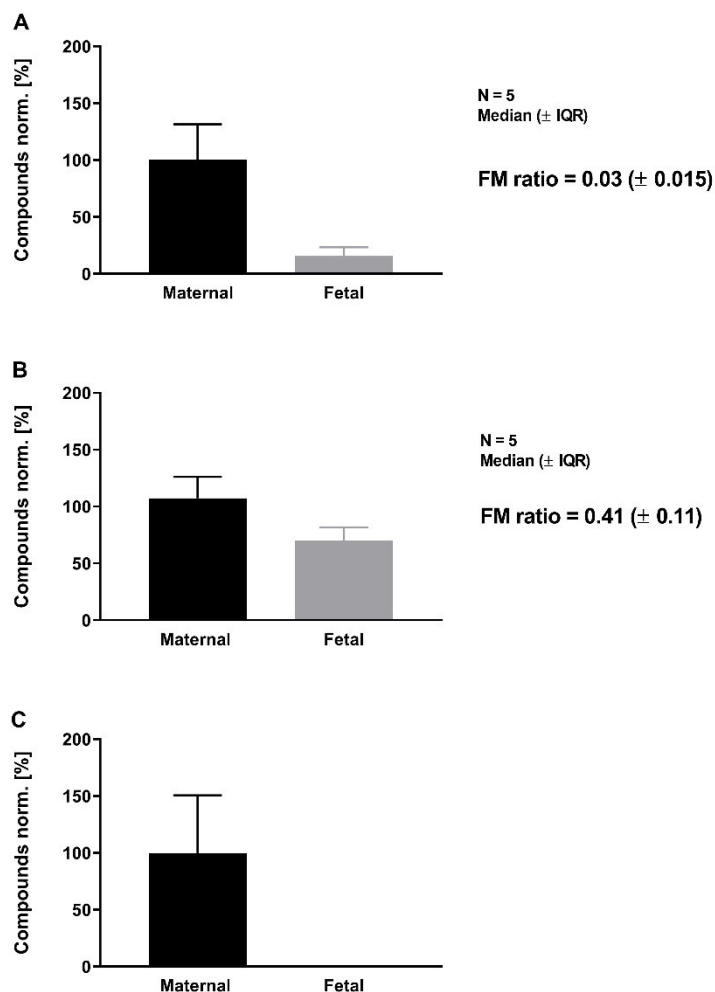 A
Compounds norm. [%]
200
150
100
50
0
Maternal Fetal
N = 5
Median (± IQR)
FM ratio = 0.03 (± 0.015)
B
Compounds norm. [%]
200
150
100
50
0
Maternal Fetal
N = 5
Median (± IQR)
FM ratio = 0.41 (± 0.11)
C
Compounds norm. [%]
200
150
100
50
0
Maternal Fetal